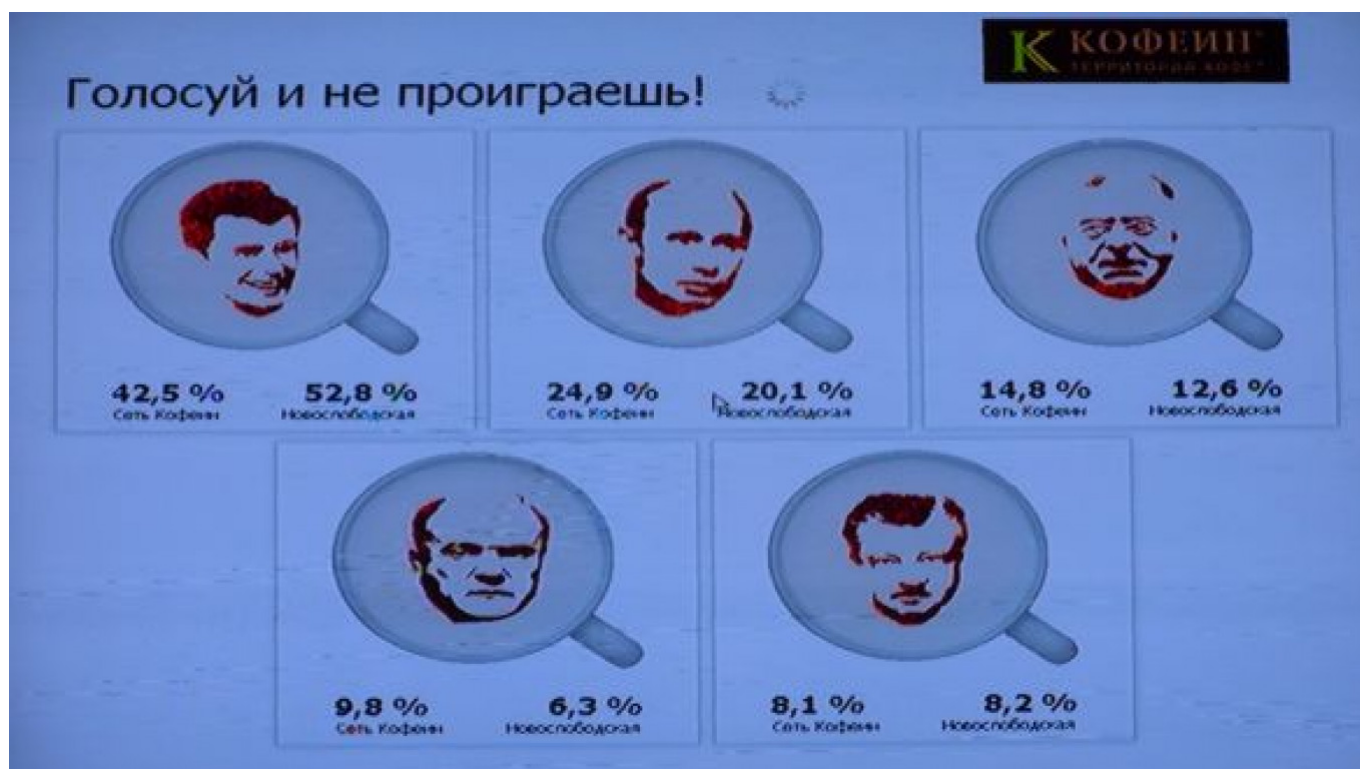 К КОФЕИН
ТЕРРИТОРИЯ КОФЕ
Голосуй и не проиграешь!
42,5 % 52,8 %
Сеть Кофеин Новослободская
24,9 % 20,1 %
Сеть Кофеин Новослободская
14,8 % 12,6 %
Сеть Кофеин Новослободская
9,8 % 6,3 %
Сеть Кофеин Новослободская
8,1 % 8,2 %
Сеть Кофеин Новослободская